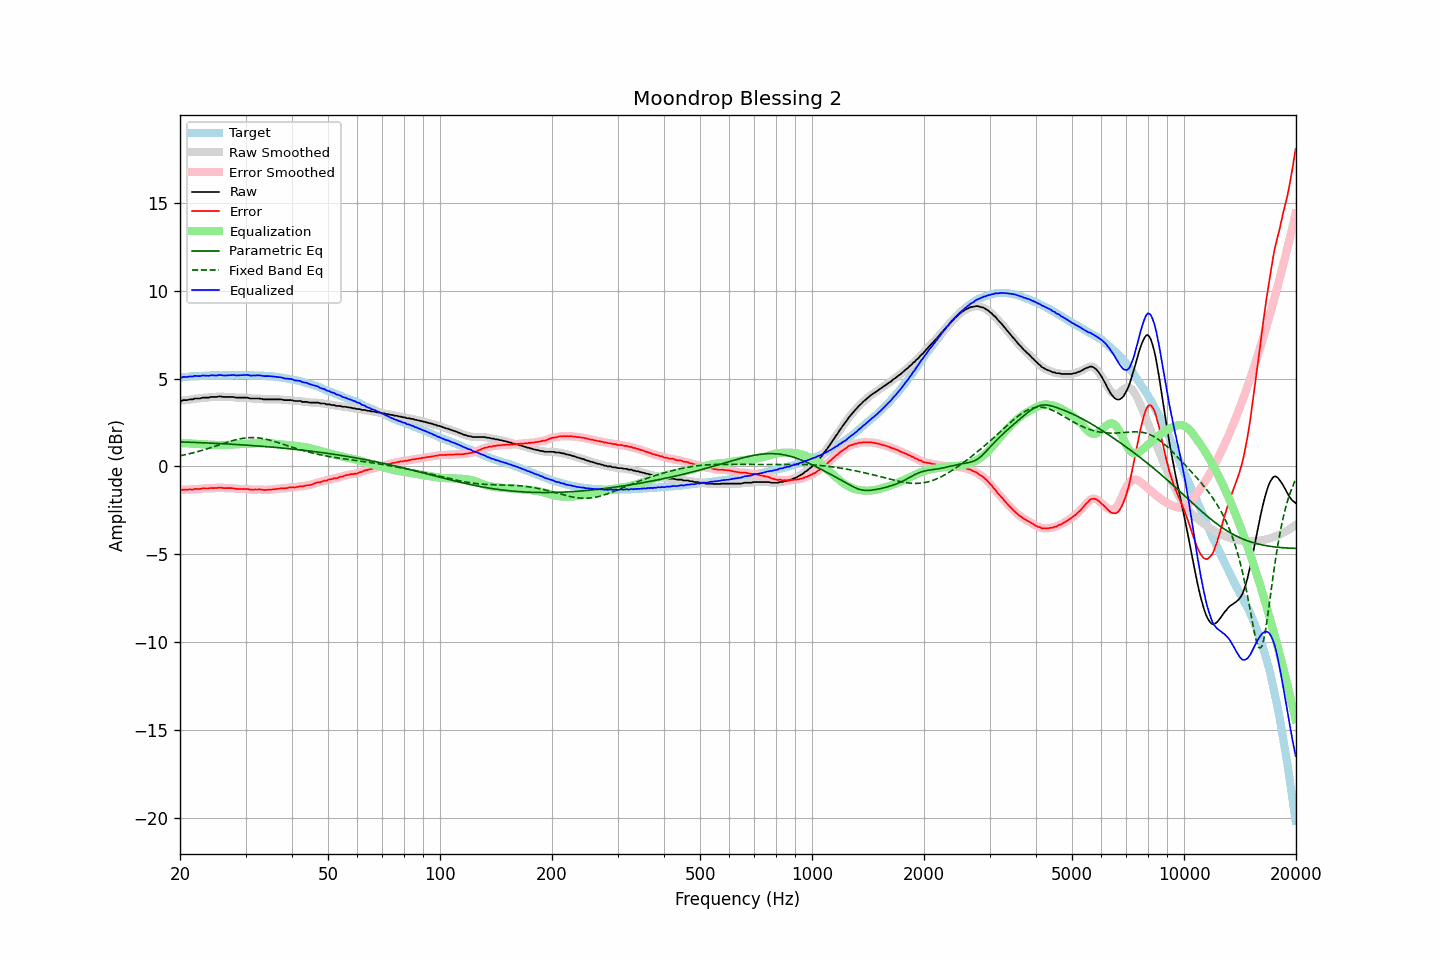 Moondrop Blessing 2
Target
Raw Smoothed
Error Smoothed
Raw
Error
Equalization
Parametric Eq
Fixed Band Eq
Equalized
Amplitude (dBr)
15
10
5
0
−5
−10
−15
−20
20 50 100 200 500 1000 2000 5000 10000 20000
Frequency (Hz)